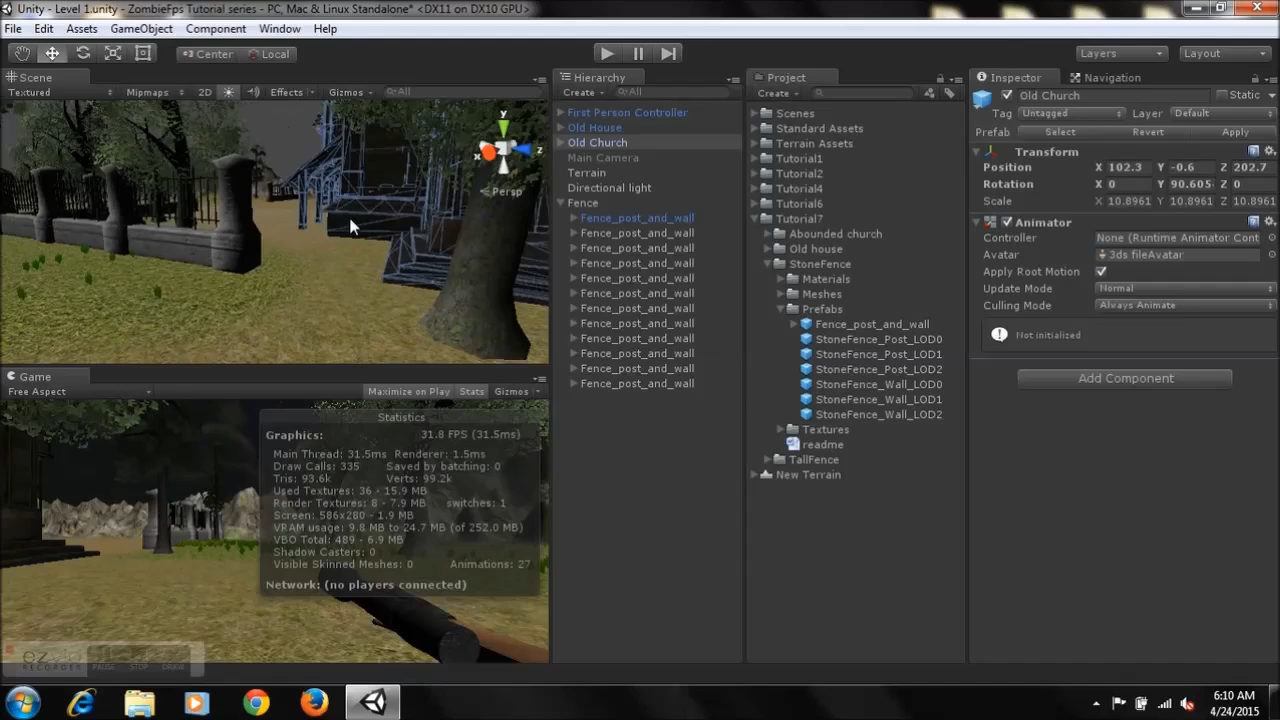 Unity - Level 1.unity - ZombieFps Tutorial series - PC, Mac & Linux Standalone* <DX11 on DX10 GPU>
File Edit Assets GameObject Component Window Help
Center Local Layers Layout
Scene
Textured Mipmaps 2D Effects Gizmos All
y
x z
Persp
Game
Free Aspect Maximize on Play Stats Gizmos
Statistics
Graphics: 31.8 FPS (31.5ms)
Main Thread: 31.5ms Renderer: 1.5ms
Draw Calls: 335 Saved by batching: 0
Tris: 93.6k Verts: 99.2k
Used Textures: 36 - 15.9 MB
Render Textures: 8 - 7.9 MB switches: 1
Screen: 586x280 - 1.9 MB
VRAM usage: 9.8 MB to 24.7 MB (of 252.0 MB)
VBO Total: 489 - 6.9 MB
Shadow Casters: 0
Visible Skinned Meshes: 0 Animations: 27
Network: (no players connected)
RECORDER PAUSE STOP DRAW
Hierarchy
Create All
First Person Controller
Old House
Old Church
Main Camera
Terrain
Directional light
Fence
Fence_post_and_wall
Fence_post_and_wall
Fence_post_and_wall
Fence_post_and_wall
Fence_post_and_wall
Fence_post_and_wall
Fence_post_and_wall
Fence_post_and_wall
Fence_post_and_wall
Fence_post_and_wall
Fence_post_and_wall
Fence_post_and_wall
Project
Create
Scenes
Standard Assets
Terrain Assets
Tutorial1
Tutorial2
Tutorial4
Tutorial6
Tutorial7
Abounded church
Old house
StoneFence
Materials
Meshes
Prefabs
Fence_post_and_wall
StoneFence_Post_LOD0
StoneFence_Post_LOD1
StoneFence_Post_LOD2
StoneFence_Wall_LOD0
StoneFence_Wall_LOD1
StoneFence_Wall_LOD2
Textures
readme
TallFence
New Terrain
Inspector Navigation
Old Church Static
Tag Untagged Layer Default
Prefab Select Revert Apply
Transform
Position X 102.3 Y -0.6 Z 202.7
Rotation X 0 Y 90.605 Z 0
Scale X 10.8961 Y 10.8961 Z 10.8961
Animator
Controller None (Runtime Animator Cont
Avatar 3ds fileAvatar
Apply Root Motion
Update Mode Normal
Culling Mode Always Animate
Not initialized
Add Component
6:10 AM
4/24/2015